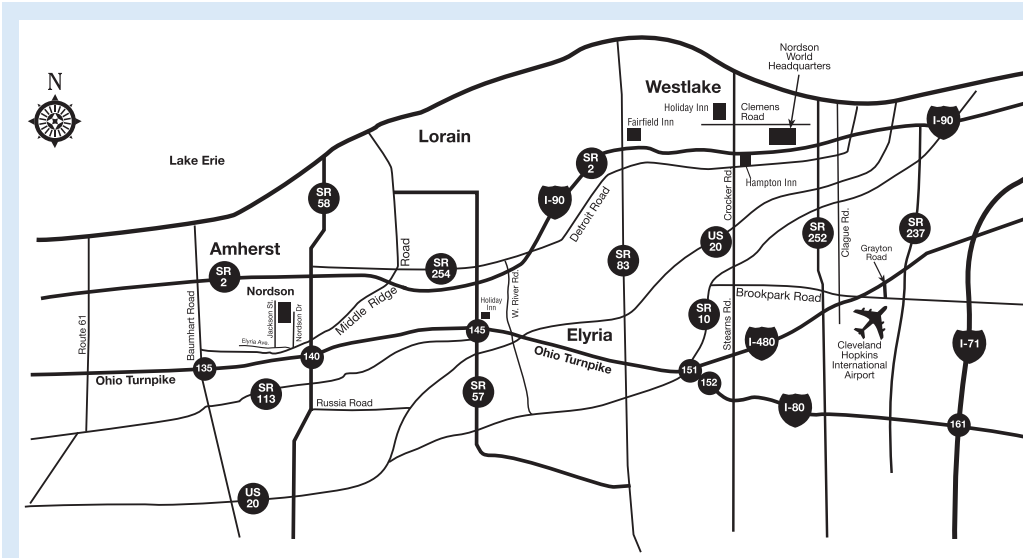 N
Nordson
World
Headquarters
Westlake
Holiday Inn
Clemens
Road
Fairfield Inn
I-90
Lorain
Lake Erie
SR
2
Hampton Inn
SR
58
I-90
Detroit Road
Crocker Rd.
Clague Rd.
US
20
SR
252
SR
237
Amherst
Road
SR
254
SR
83
Grayton
Road
SR
2
Nordson
Middle Ridge
W. River Rd.
Brookpark Road
Holiday
Inn
Jackson St.
Nordson Dr
Route 61
Baumhart Road
Elyria Ave.
SR
10
Stearns Rd.
145
Elyria
I-480
I-71
Cleveland
Hopkins
International
Airport
140
Ohio Turnpike
135
Ohio Turnpike
151
152
SR
113
SR
57
Russia Road
I-80
161
US
20